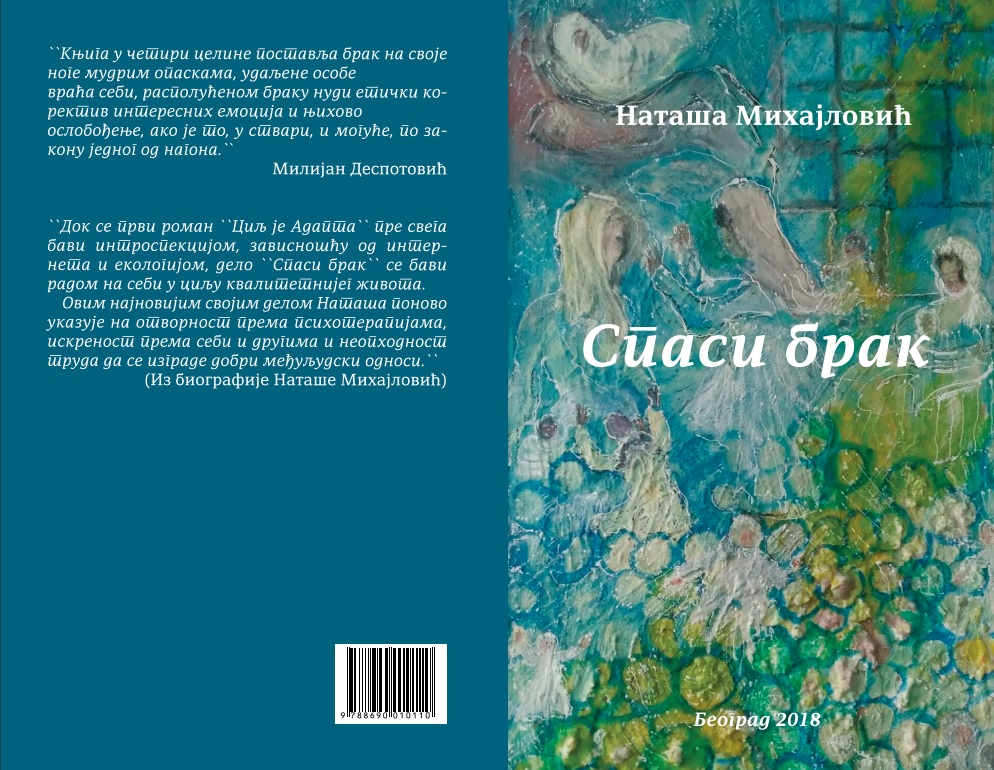 ``Књига у четири целине поставља брак на своје
ноге мудрим опаскама, удаљене особе
враћа себи, располућеном браку нуди етички ко-
ректив интересних емоција и њихово
ослобођење, ако је то, у ствари, и могуће, по за-
кону једног од нагона.``
Милијан Деспотовић
``Док се први роман ``Циљ је Адапта`` пре свега
бави интроспекцијом, зависношћу од интер-
нета и екологијом, дело ``Спаси брак`` се бави
радом на себи у циљу квалитетнијег живота.
Овим најновијим својим делом Наташа поново
указује на отворност према психотерапијама,
искреност према себи и другима и неопходност
труда да се изграде добри међуљудски односи.``
(Из биографије Наташе Михајловић)
9 788690 010110
Наташа Михајловић
Спаси брак
Београд 2018